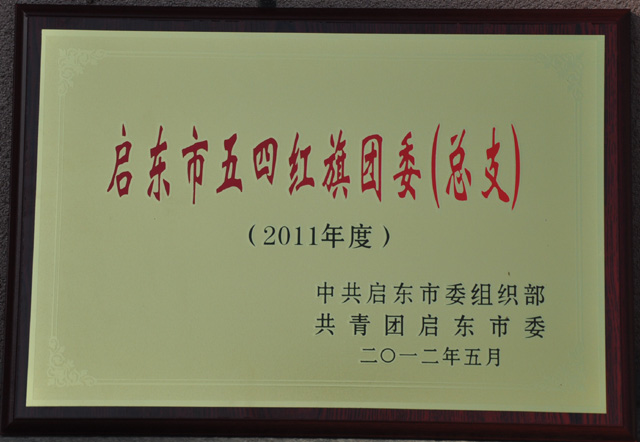 启东市五四红旗团委(总支)
（2011年度）
中共启东市委组织部
共青团启东市委
二〇一二年五月